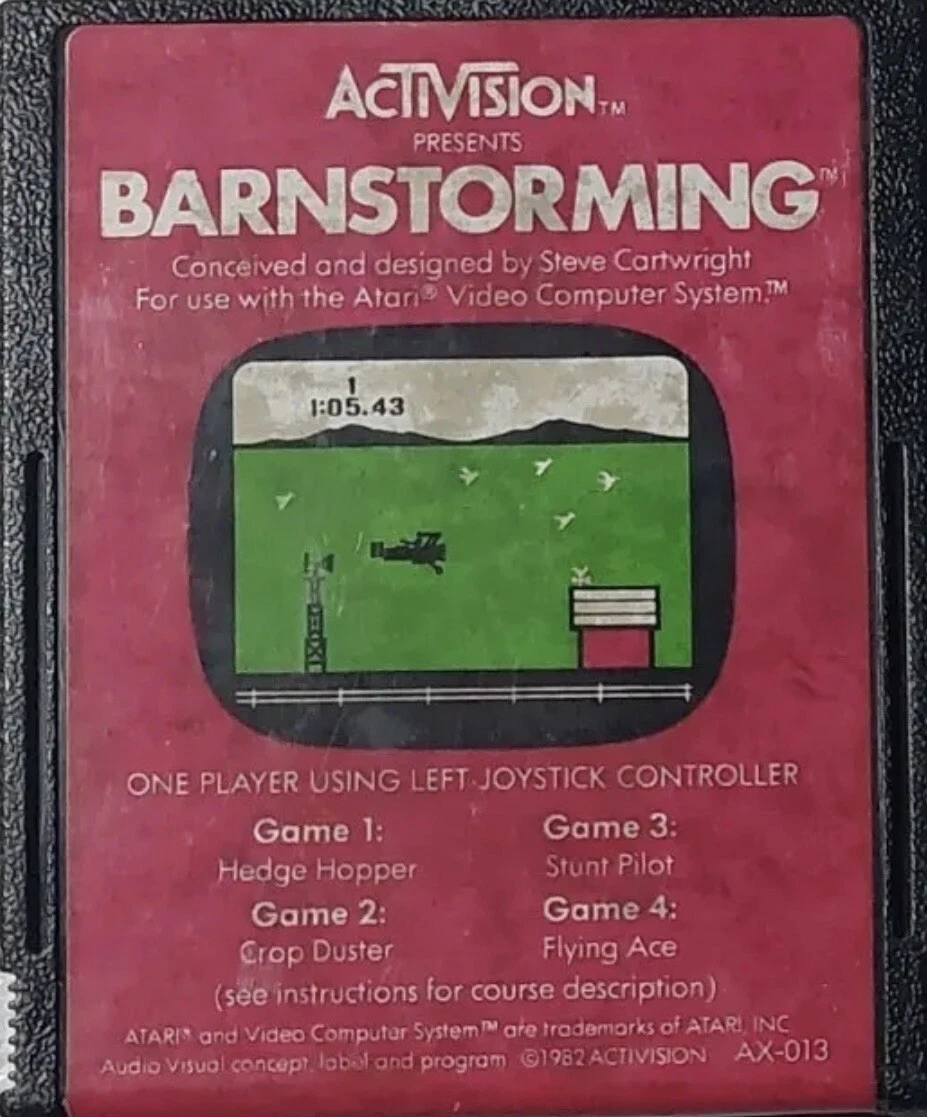 ACTIVISION™
PRESENTS
BARNSTORMING™
Conceived and designed by Steve Cartwright
For use with the Atari® Video Computer System.™
1
1:05.43
ONE PLAYER USING LEFT JOYSTICK CONTROLLER
Game 1:
Hedge Hopper
Game 2:
Crop Duster
Game 3:
Stunt Pilot
Game 4:
Flying Ace
(see instructions for course description)
ATARI® and Video Computer System™ are trademarks of ATARI, INC
Audio Visual concept, label and program ©1982 ACTIVISION AX-013